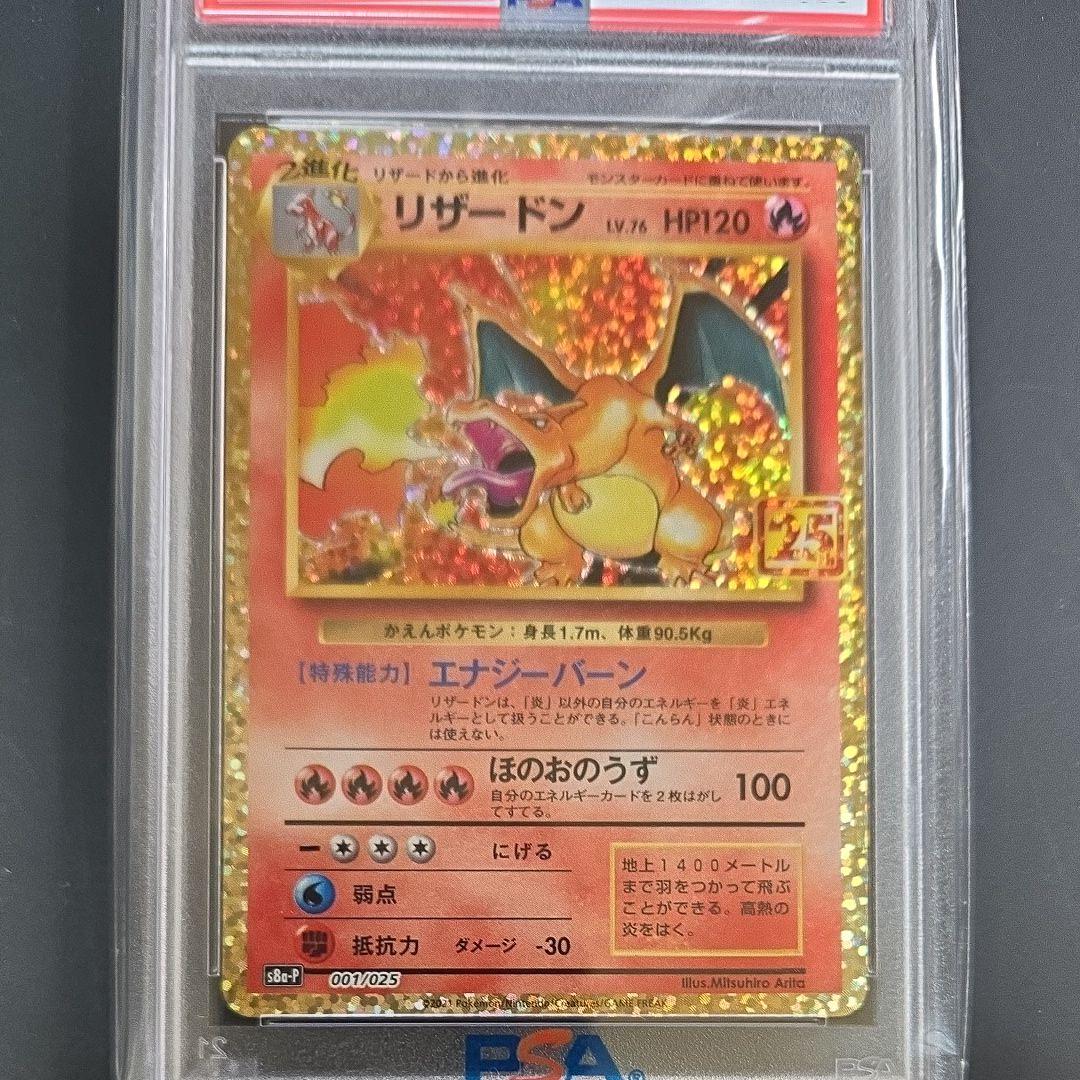 PSA
2進化 リザードから進化 モンスターカードに重ねて使います。
リザードン LV.76 HP120
25
かえんポケモン：身長1.7m、体重90.5Kg
【特殊能力】 エナジーバーン
リザードンは、「炎」以外の自分のエネルギーを「炎」エネ
ルギーとして扱うことができる。「こんらん」状態のときに
は使えない。
ほのおのうず 100
自分のエネルギーカードを２枚はがし
てすてる。
にげる
弱点
抵抗力 ダメージ -30
地上１４００メートル
まで羽をつかって飛ぶ
ことができる。高熱の
炎をはく。
s8a-P 001/025
Illus.Mitsuhiro Arita
©2021 Pokémon/Nintendo/Creatures/GAME FREAK
PSA®
21
PSA